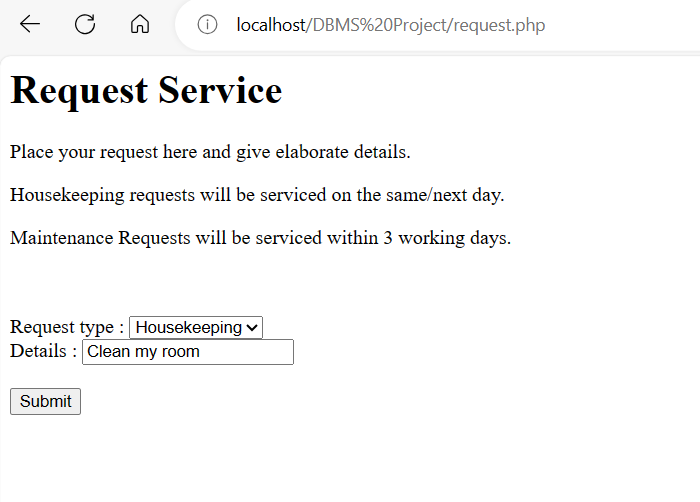 localhost/DBMS%20Project/request.php
Request Service
Place your request here and give elaborate details.
Housekeeping requests will be serviced on the same/next day.
Maintenance Requests will be serviced within 3 working days.
Request type : Housekeeping
Details : Clean my room
Submit